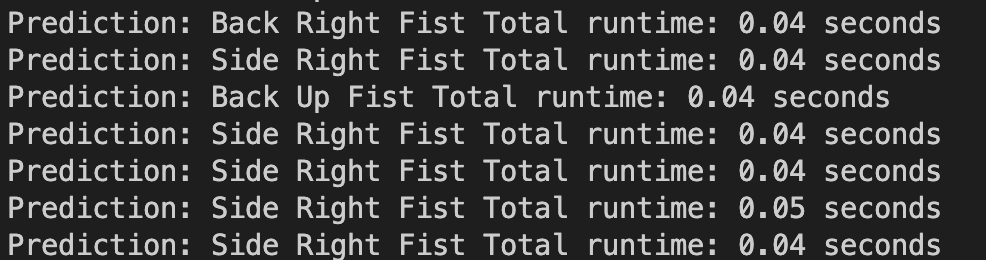 Prediction: Back Right Fist Total runtime: 0.04 seconds
Prediction: Side Right Fist Total runtime: 0.04 seconds
Prediction: Back Up Fist Total runtime: 0.04 seconds
Prediction: Side Right Fist Total runtime: 0.04 seconds
Prediction: Side Right Fist Total runtime: 0.04 seconds
Prediction: Side Right Fist Total runtime: 0.05 seconds
Prediction: Side Right Fist Total runtime: 0.04 seconds